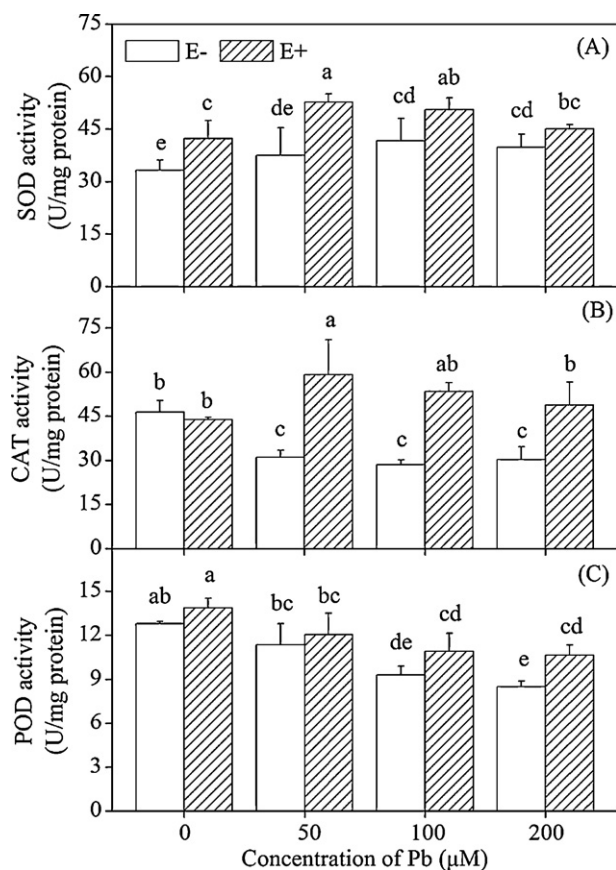 75
60
45
30
15
0
SOD activity
(U/mg protein)
E- E+
(A)
e c de a cd ab cd bc
75
60
45
30
15
0
CAT activity
(U/mg protein)
(B)
b b c a c ab c b
15
12
9
6
3
0
POD activity
(U/mg protein)
(C)
ab a bc bc de cd e cd
0 50 100 200
Concentration of Pb (μM)